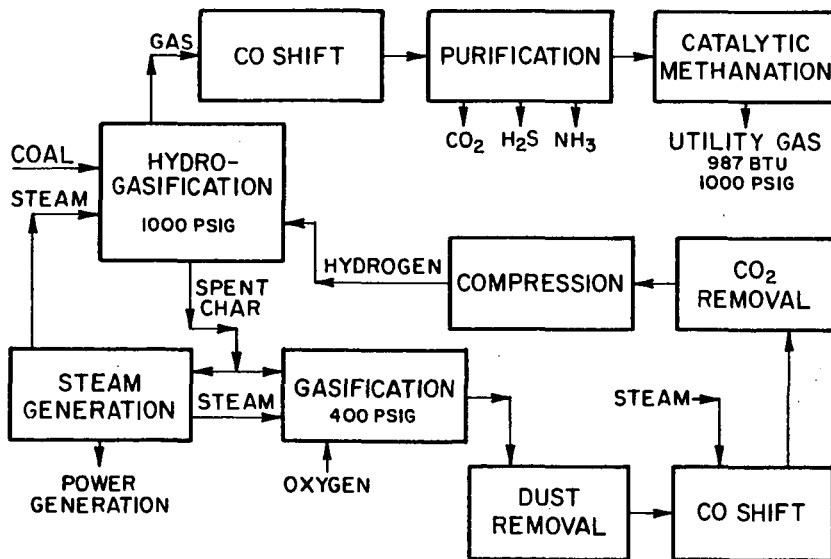 GAS
CO SHIFT
PURIFICATION
CATALYTIC
METHANATION
CO₂ H₂S NH₃
UTILITY GAS
987 BTU
1000 PSIG
COAL
STEAM
HYDRO-
GASIFICATION
1000 PSIG
HYDROGEN
COMPRESSION
CO₂
REMOVAL
SPENT
CHAR
STEAM
GENERATION
STEAM
GASIFICATION
400 PSIG
STEAM
POWER
GENERATION
OXYGEN
DUST
REMOVAL
CO SHIFT